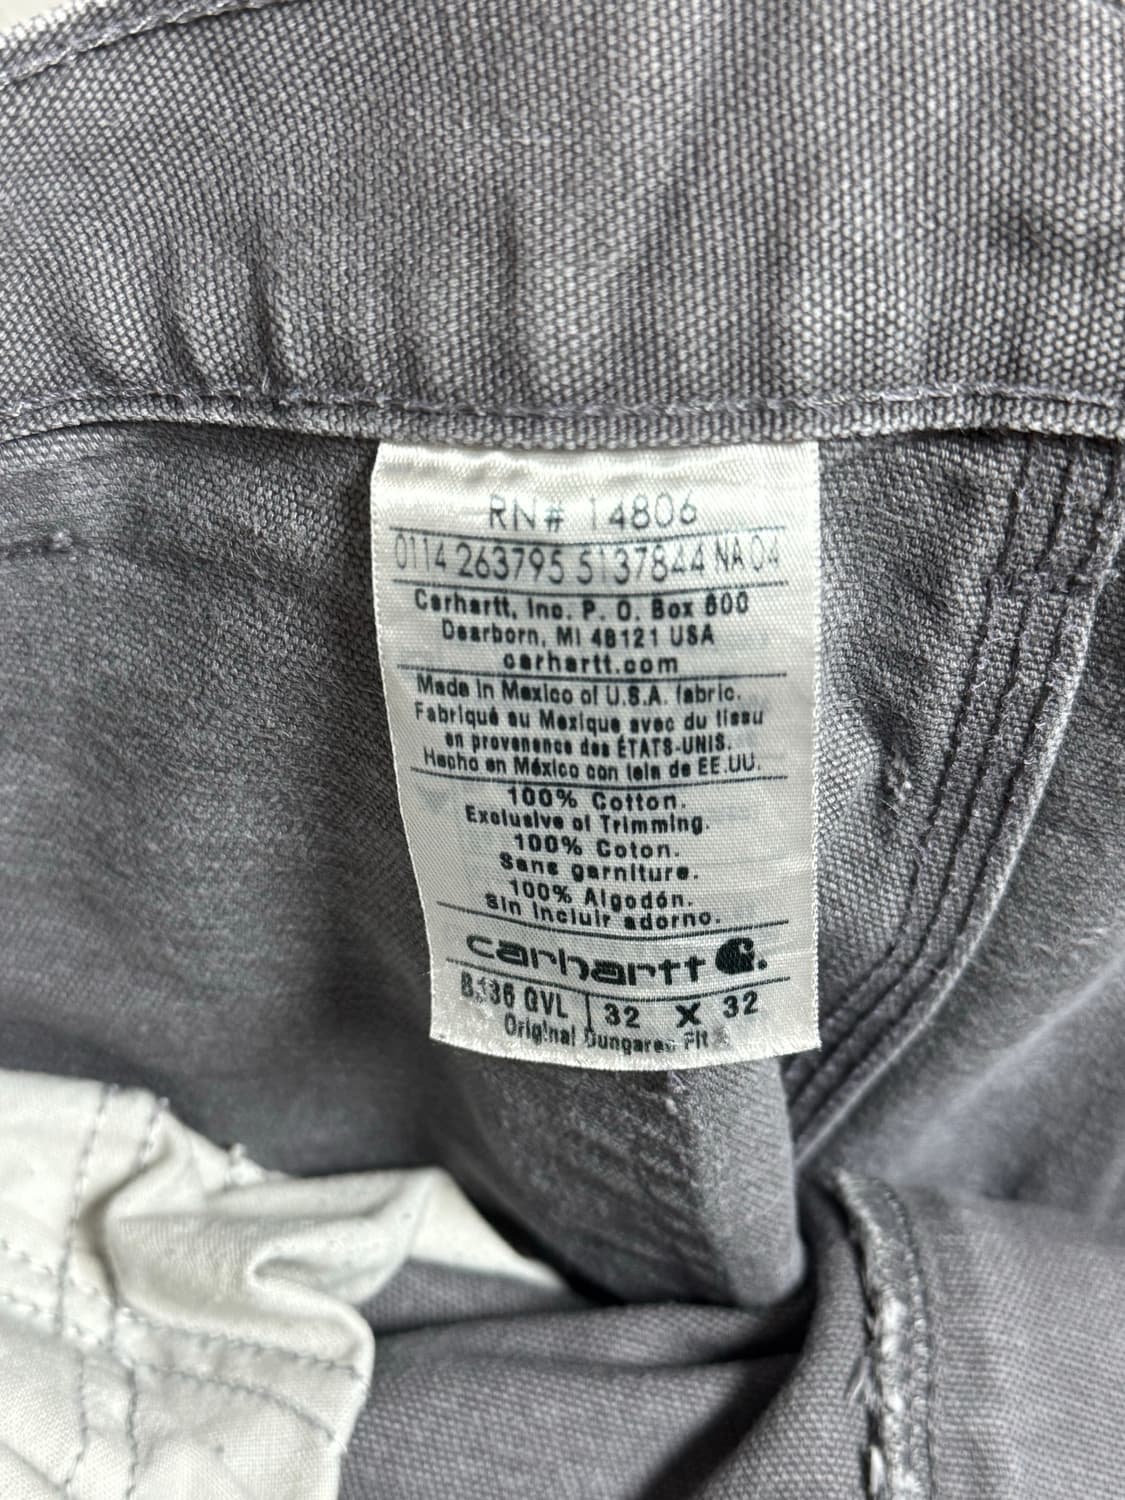 RN# 14806
0114 263795 5137844 NA 04
Carhartt, Inc. P. O. Box 600
Dearborn, MI 48121 USA
carhartt.com
Made in Mexico of U.S.A. fabric.
Fabriqué au Mexique avec du tissu
en provenance des ÉTATS-UNIS.
Hecho en México con tela de EE.UU.
100% Cotton.
Exclusive of Trimming.
100% Coton.
Sans garniture.
100% Algodón.
sin incluir adorno.
carhartt
B136 GVL 32 X 32
Original Dungaree Fit